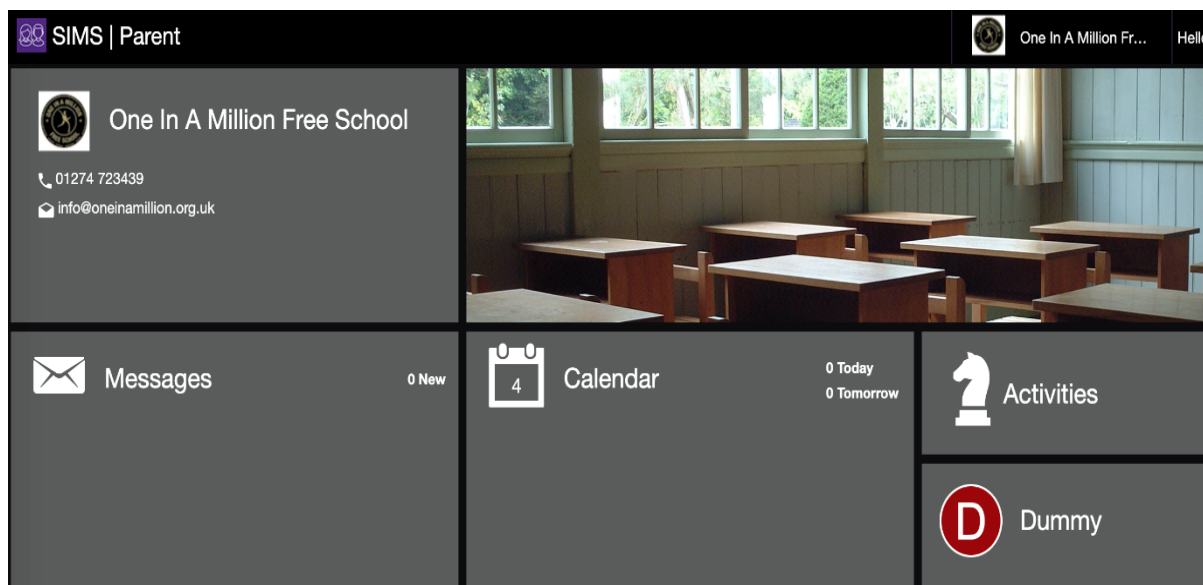 SIMS | Parent
One In A Million Fr...
Hell
One In A Million Free School
01274 723439
info@oneinamillion.org.uk
Messages
0 New
4
Calendar
0 Today
0 Tomorrow
Activities
D
Dummy